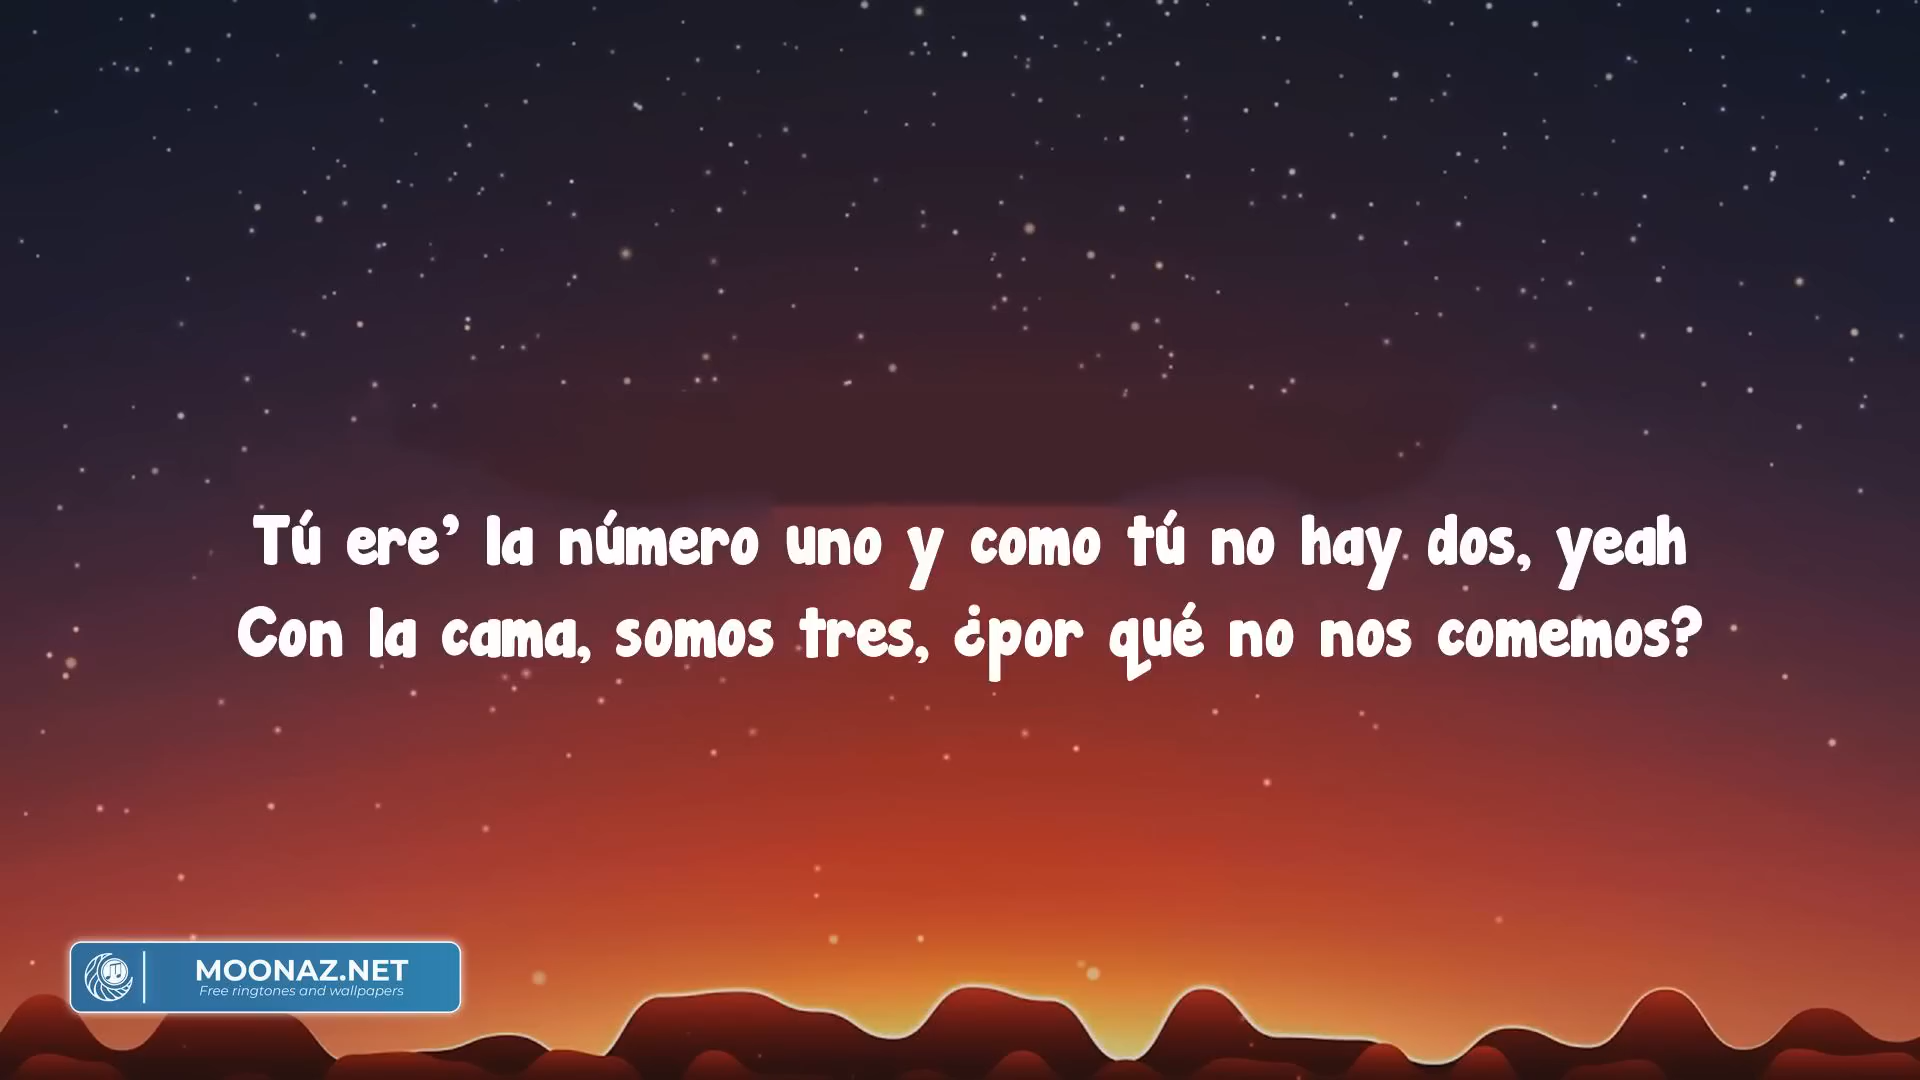 Tú ere’ la número uno y como tú no hay dos, yeah
Con la cama, somos tres, ¿por qué no nos comemos?
MOONAZ.NET
Free ringtones and wallpapers